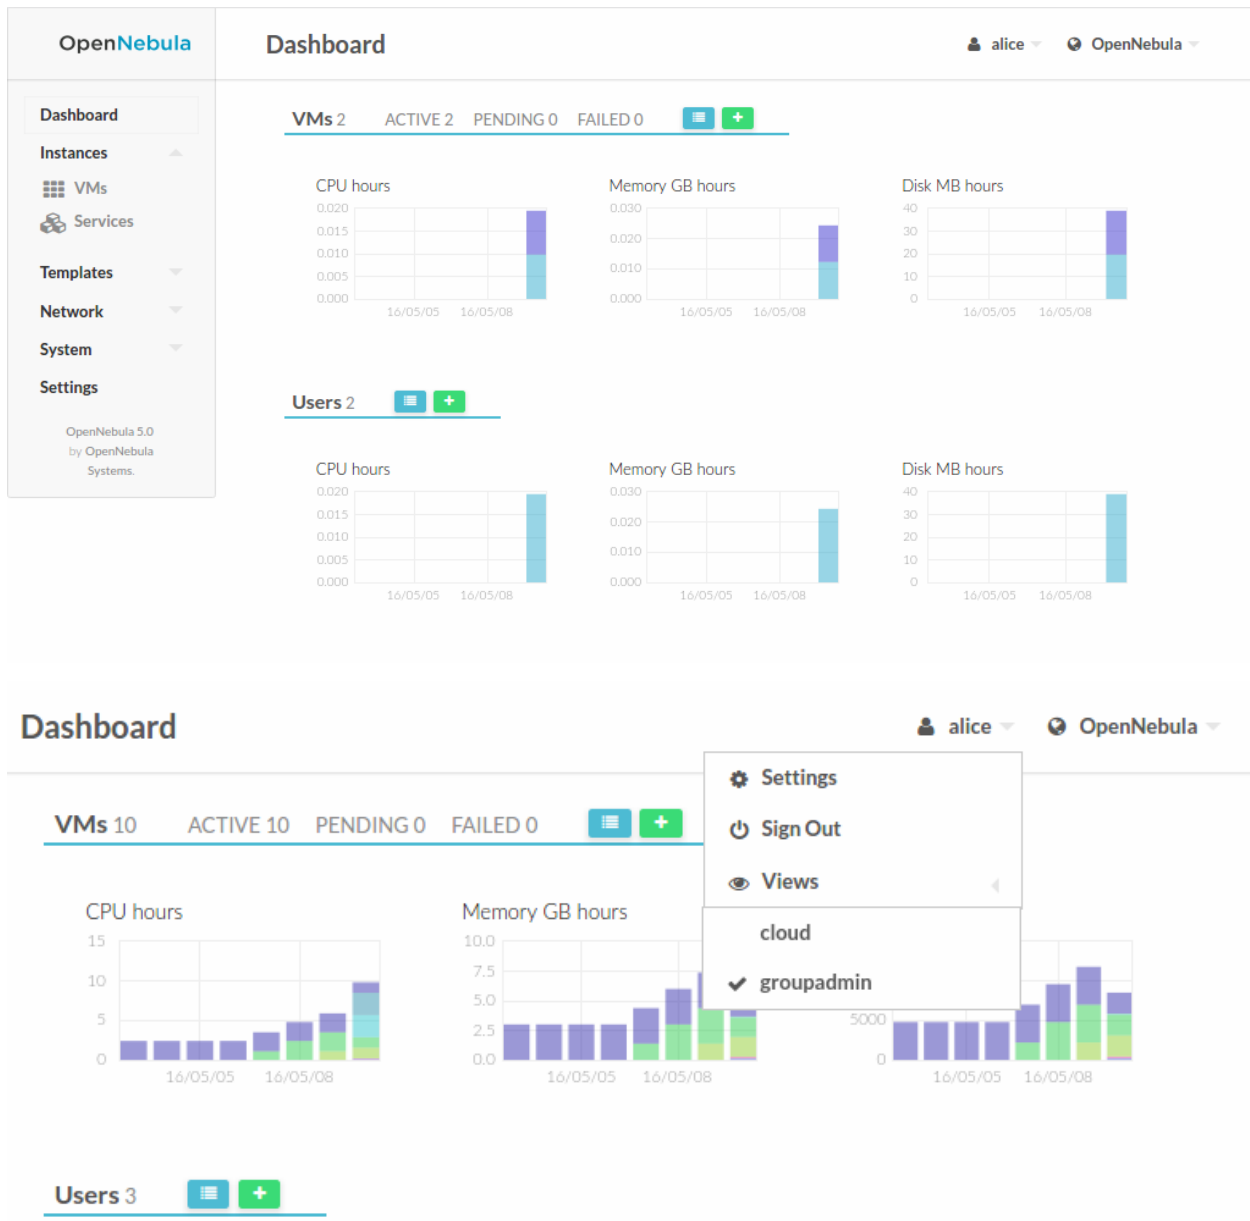 OpenNebula Dashboard alice OpenNebula
Dashboard
Instances
VMs
Services
Templates
Network
System
Settings
OpenNebula 5.0
by OpenNebula
Systems.
VMs 2 ACTIVE 2 PENDING 0 FAILED 0
CPU hours Memory GB hours Disk MB hours
0.020 0.030 40
0.015 30
0.020
0.010 20
0.010
0.005 10
0.000 0.000 0
16/05/05 16/05/08 16/05/05 16/05/08 16/05/05 16/05/08
Users 2
CPU hours Memory GB hours Disk MB hours
0.020 0.030 40
0.015 30
0.020
0.010 20
0.010
0.005 10
0.000 0.000 0
16/05/05 16/05/08 16/05/05 16/05/08 16/05/05 16/05/08
Dashboard alice OpenNebula
Settings
Sign Out
Views
cloud
groupadmin
VMs 10 ACTIVE 10 PENDING 0 FAILED 0
CPU hours Memory GB hours
15 10.0
7.5
10
5.0
5 5000
2.5
0 0.0 0
16/05/05 16/05/08 16/05/05 16/05/08 16/05/05 16/05/08
Users 3